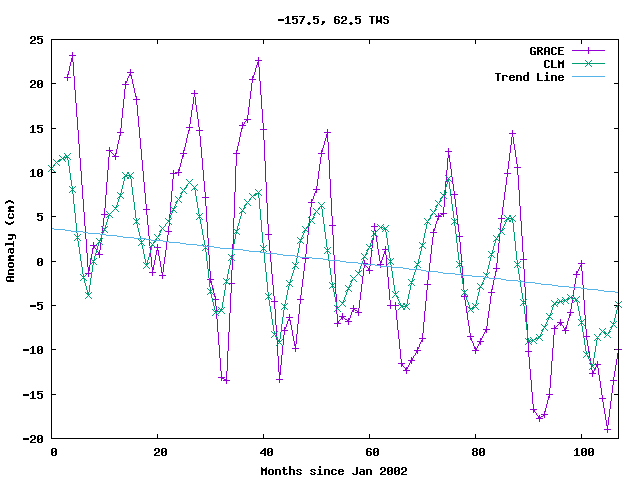 -157.5, 62.5 TWS
GRACE
CLM
Trend Line
25
20
15
10
5
0
-5
-10
-15
-20
Anomaly (cm)
0 20 40 60 80 100
Months since Jan 2002